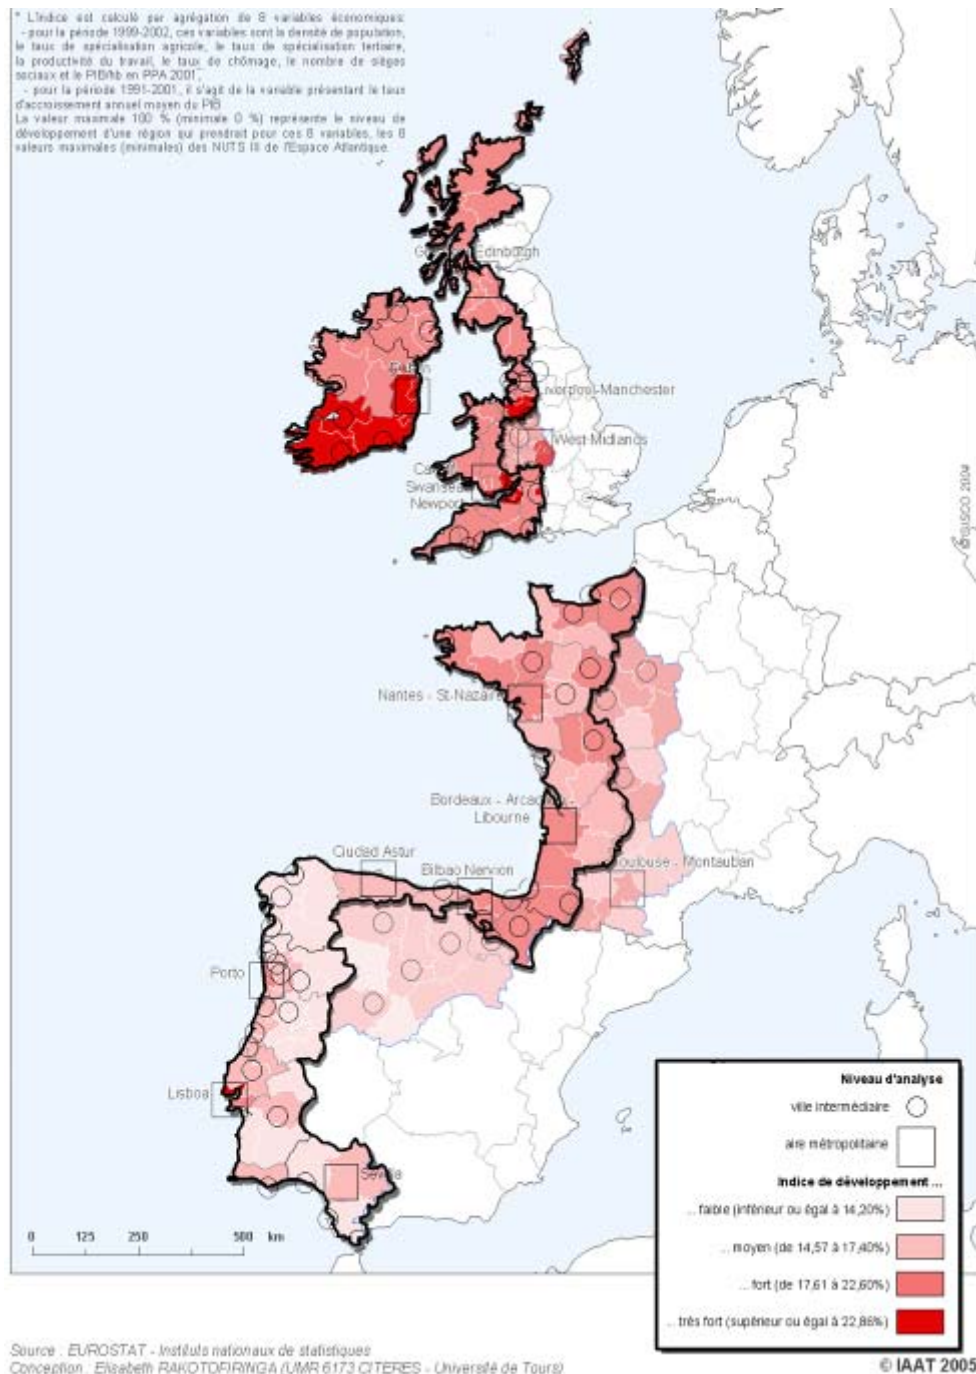 * L'indice est calculé par agrégation de 8 variables économiques:
- pour la période 1999-2002, ces variables sont la densité de population,
le taux de spécialisation agricole, le taux de spécialisation tertiaire,
la productivité du travail, le taux de chômage, le nombre de sièges
sociaux et le PIB/hb en PPA 2001,
- pour la période 1991-2001, il s'agit de la variable présentant le taux
d'accroissement annuel moyen du PIB
La valeur maximale 100 % (minimale 0 %) représente le niveau de
développement d'une région qui prendrait pour ces 8 variables, les 8
valeurs maximales (minimales) des NUTS III de l'Espace Atlantique.
Edinburgh
Liverpool-Manchester
West-Midlands
Swansea
Newport
2004
Nantes - St-Nazaire
Bordeaux - Arcachon -
Libourne
Ciudad Astur
Bilbao Nervion
Toulouse - Montauban
Porto
Lisboa
Sevilla
Niveau d'analyse
ville intermédiaire
aire métropolitaine
Indice de développement ...
... faible (inférieur ou égal à 14,20%)
... moyen (de 14,57 à 17,40%)
... fort (de 17,61 à 22,60%)
... très fort (supérieur ou égal à 22,86%)
0 125 250 500 km
Source : EUROSTAT - Instituts nationaux de statistiques
Conception : Elisabeth RAKOTOFIRINGA (UMR 6173 CITERES - Université de Tours)
© IAAT 2005